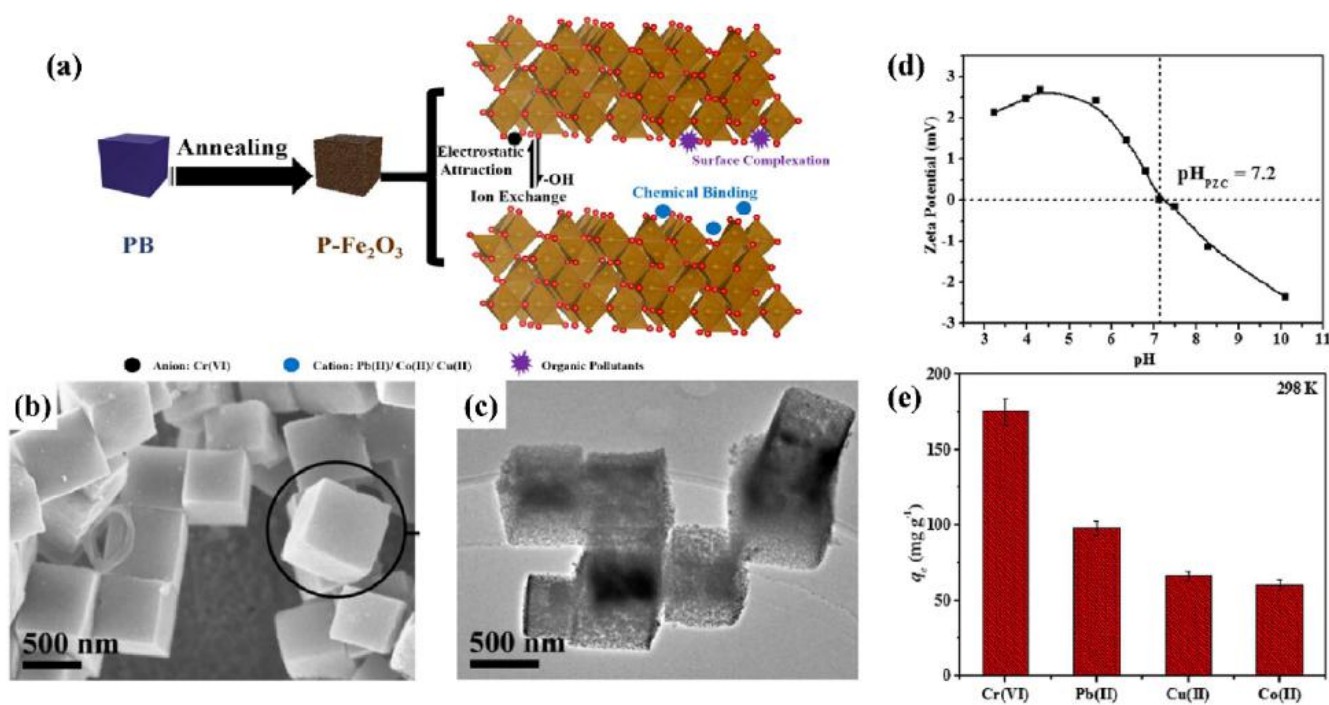 (a)
Annealing
PB
P-Fe₂O₃
Electrostatic
Attraction
-OH
Ion Exchange
Surface Complexation
Chemical Binding
Anion: Cr(VI)
Cation: Pb(II)/ Co(II)/ Cu(II)
Organic Pollutants
(b)
500 nm
(c)
500 nm
(d)
Zeta Potential (mV)
3
2
1
0
-1
-2
-3
pH_PZC = 7.2
3 4 5 6 7 8 9 10 11
pH
(e)
298 K
qₑ (mg g⁻¹)
200
150
100
50
0
Cr(VI) Pb(II) Cu(II) Co(II)